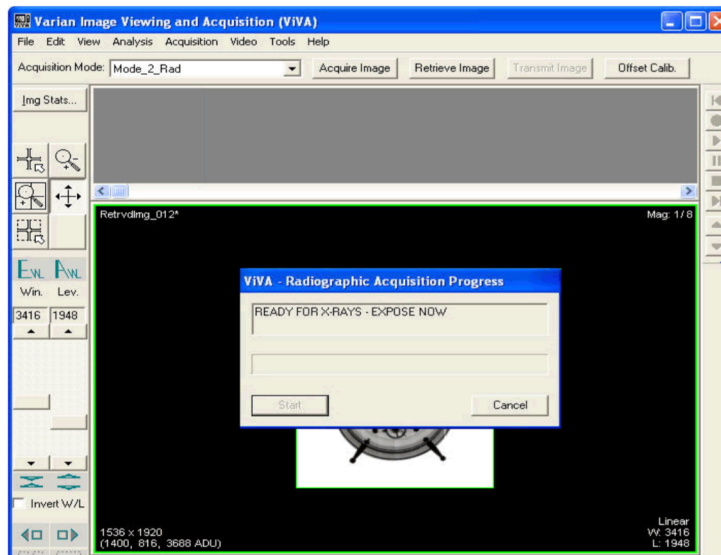 Varian Image Viewing and Acquisition (ViVA)
File Edit View Analysis Acquisition Video Tools Help
Acquisition Mode: Mode_2_Rad Acquire Image Retrieve Image Transmit Image Offset Calib.
Img Stats...
RetrvdImg_012* Mag: 1/8
EWL AWL
Win. Lev.
3416 1948
ViVA - Radiographic Acquisition Progress
READY FOR X-RAYS - EXPOSE NOW
Start Cancel
Invert W/L
1536 x 1920
(1400, 816, 3688 ADU)
Linear
W: 3416
L: 1948